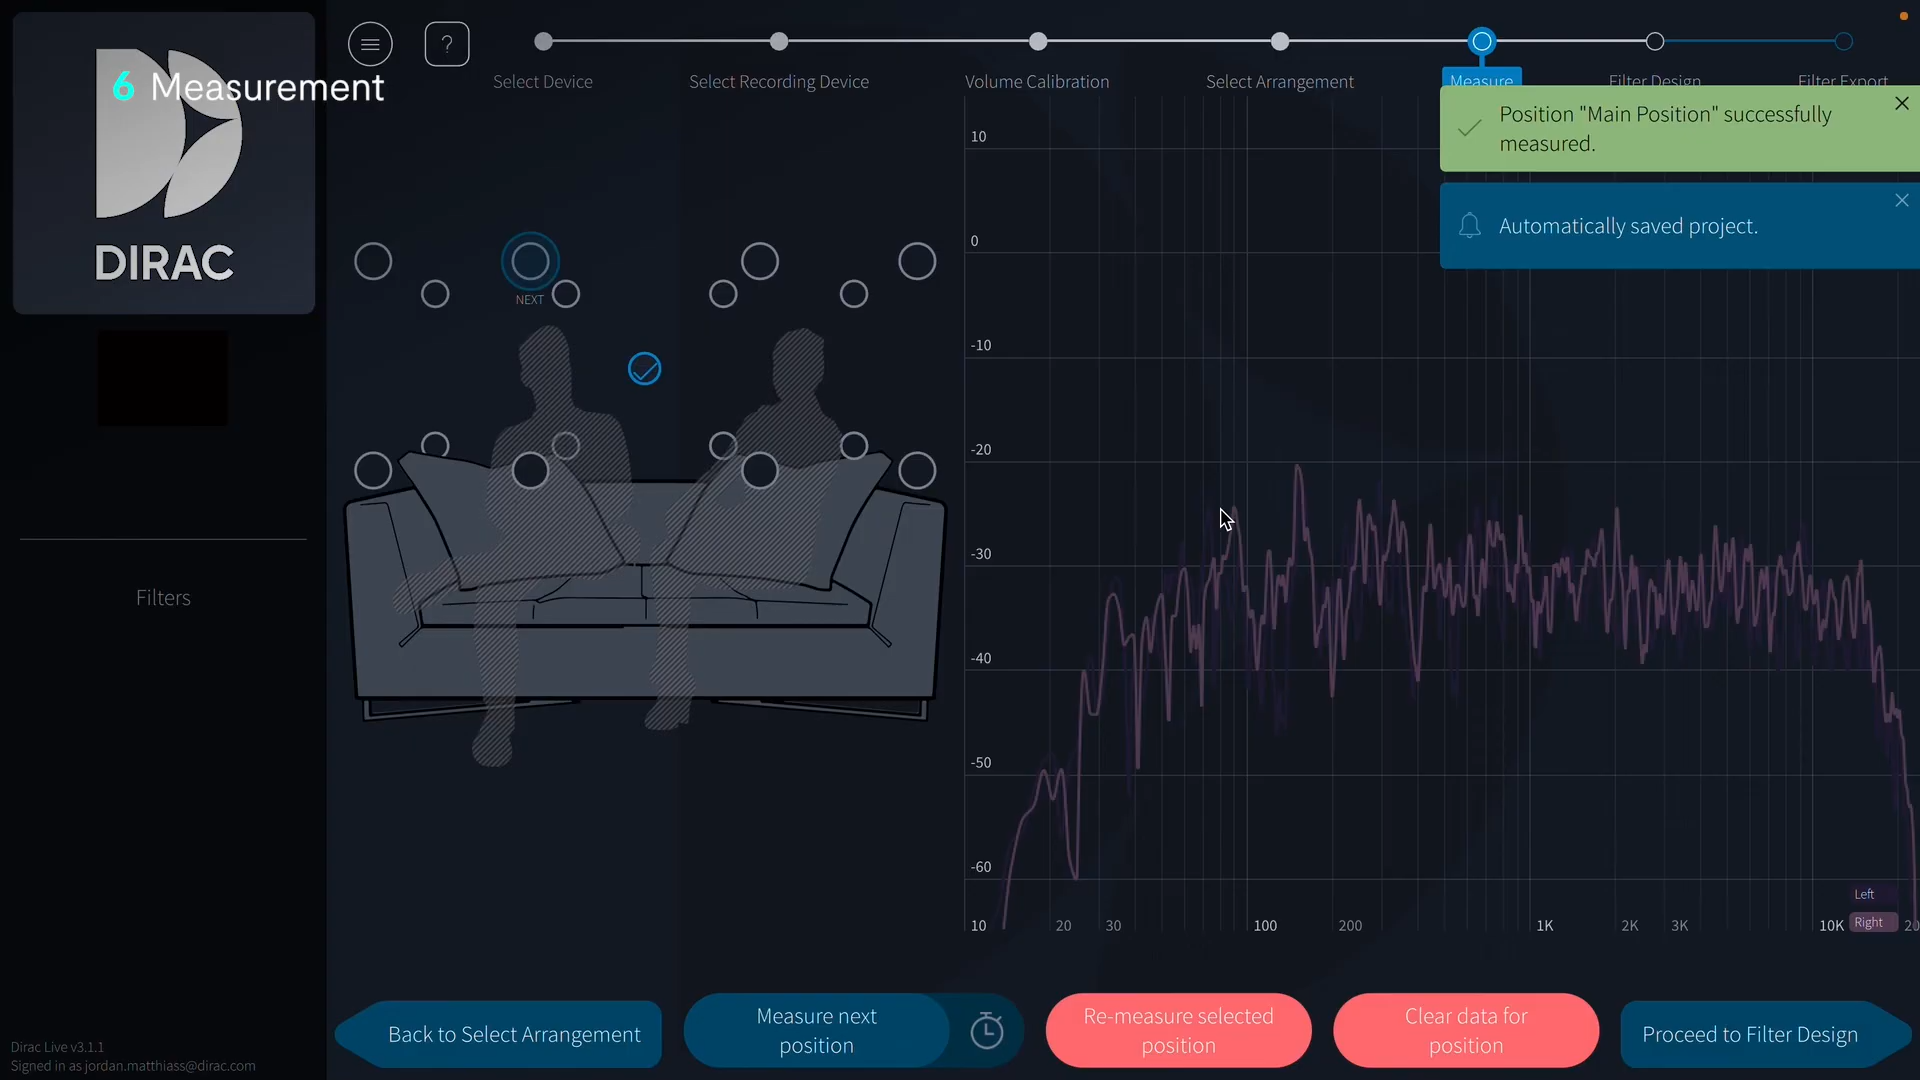 6 Measurement
DIRAC
?
Select Device
Select Recording Device
Volume Calibration
Select Arrangement
Measure
Filter Design
Filter Export
Position "Main Position" successfully
measured.
Automatically saved project.
NEXT
Filters
10
0
-10
-20
-30
-40
-50
-60
10
20
30
100
200
1K
2K
3K
10K
20
Left
Right
Back to Select Arrangement
Measure next
position
Re-measure selected
position
Clear data for
position
Proceed to Filter Design
Dirac Live v3.1.1
Signed in as jordan.matthiass@dirac.com